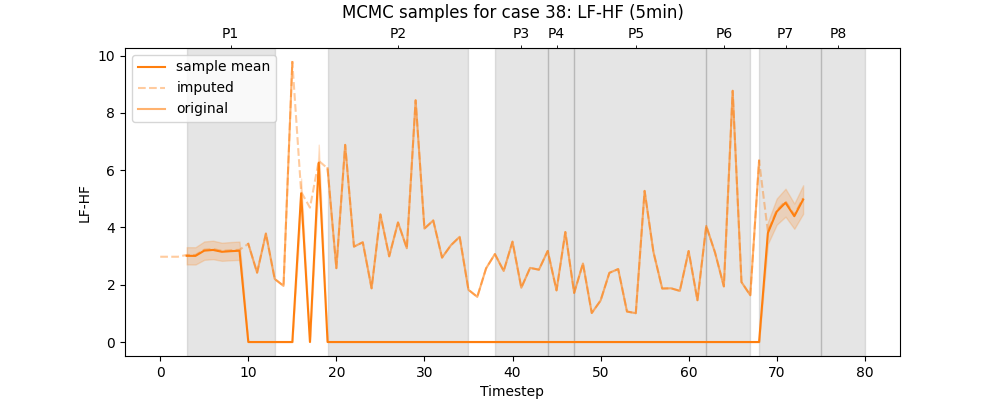 MCMC samples for case 38: LF-HF (5min)
P1 P2 P3 P4 P5 P6 P7 P8
sample mean
imputed
original
LF-HF
10
8
6
4
2
0
0 10 20 30 40 50 60 70 80
Timestep